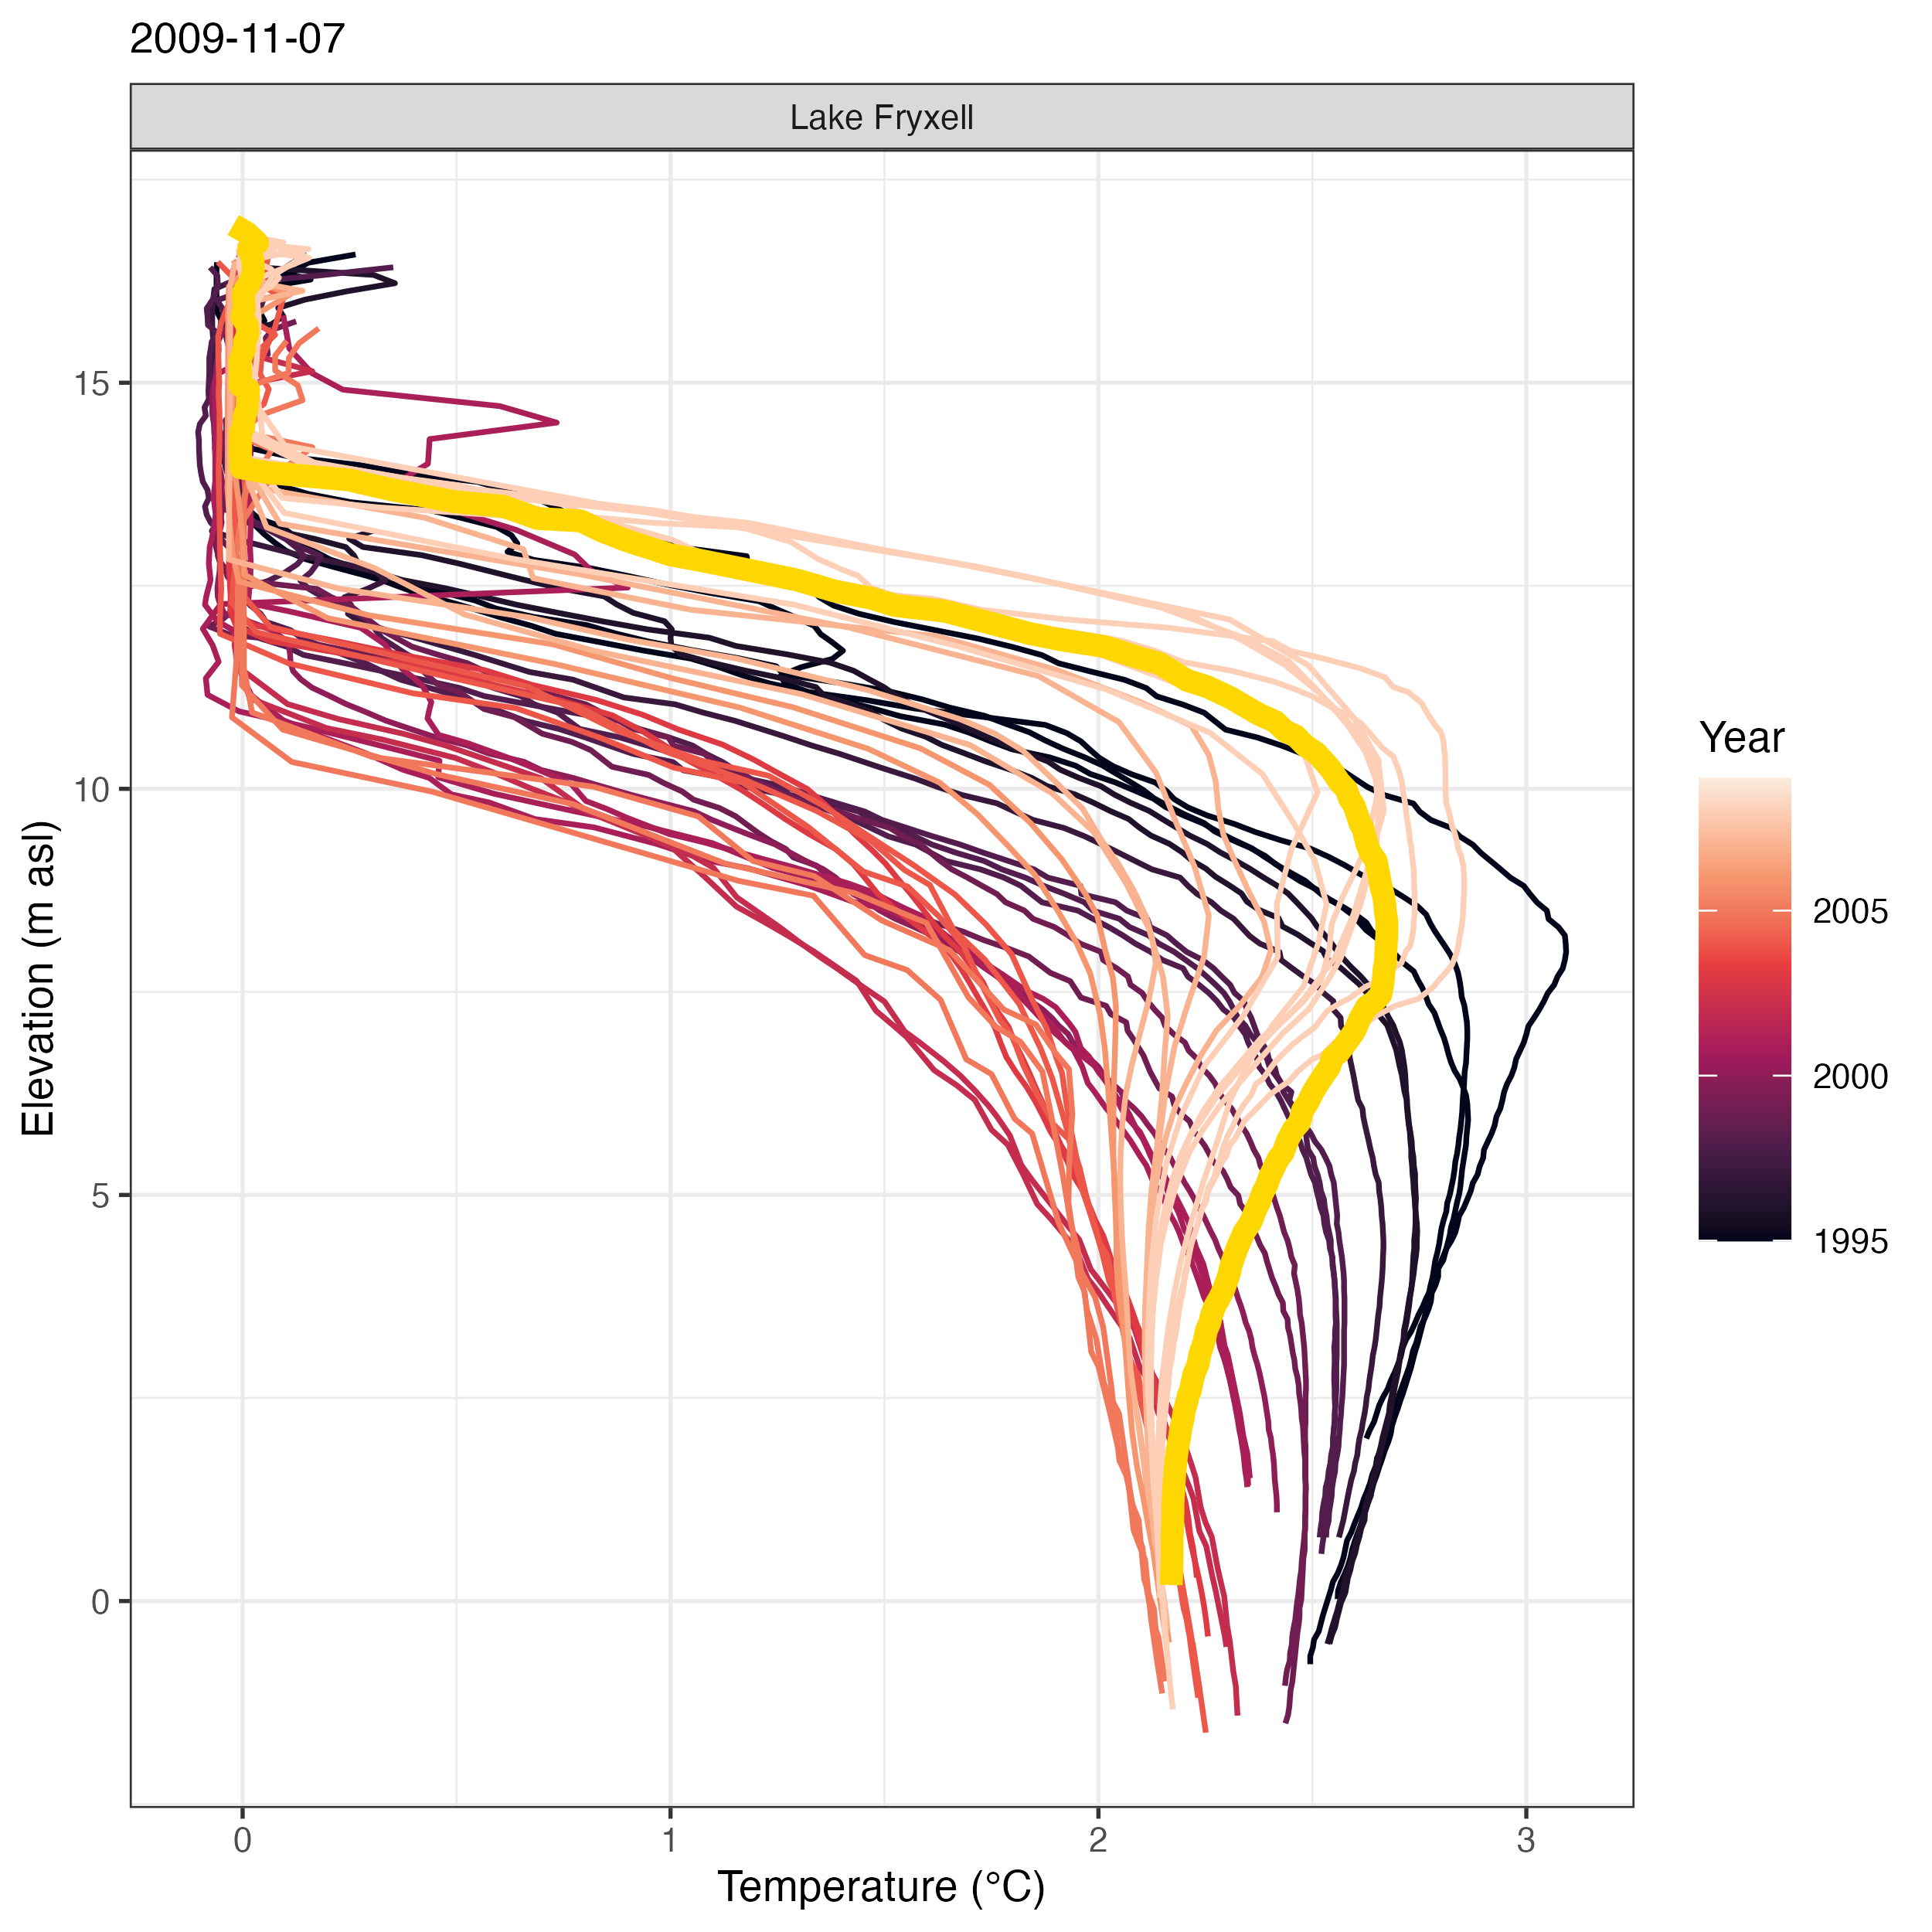 2009-11-07
Lake Fryxell
15
10
5
0
Elevation (m asl)
0 1 2 3
Temperature (°C)
Year
2005
2000
1995